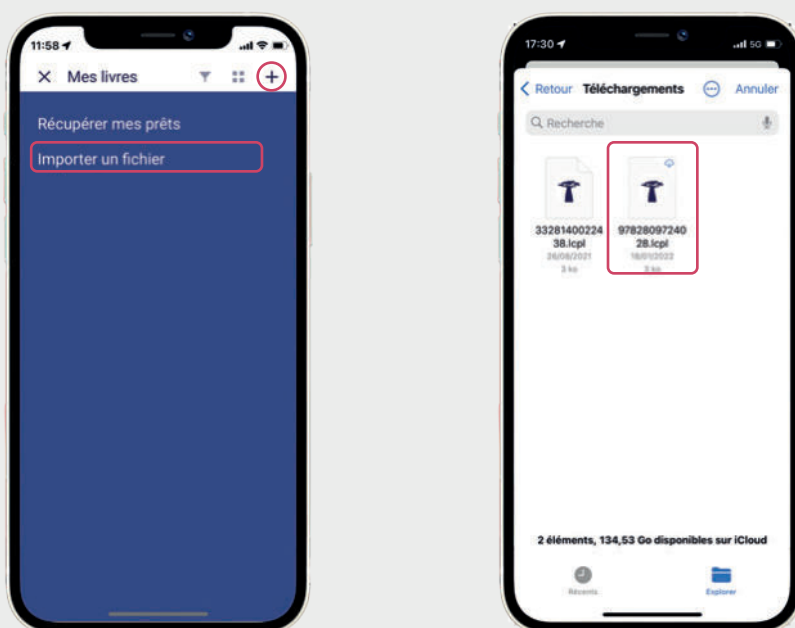 11:58
Mes livres
+
Récupérer mes prêts
Importer un fichier
17:30
5G
Retour Téléchargements Annuler
Recherche
33281400224
38.lcpl
26/08/2021
3 ko
97828097240
28.lcpl
18/01/2022
3 ko
2 éléments, 134,53 Go disponibles sur iCloud
Récents
Explorer